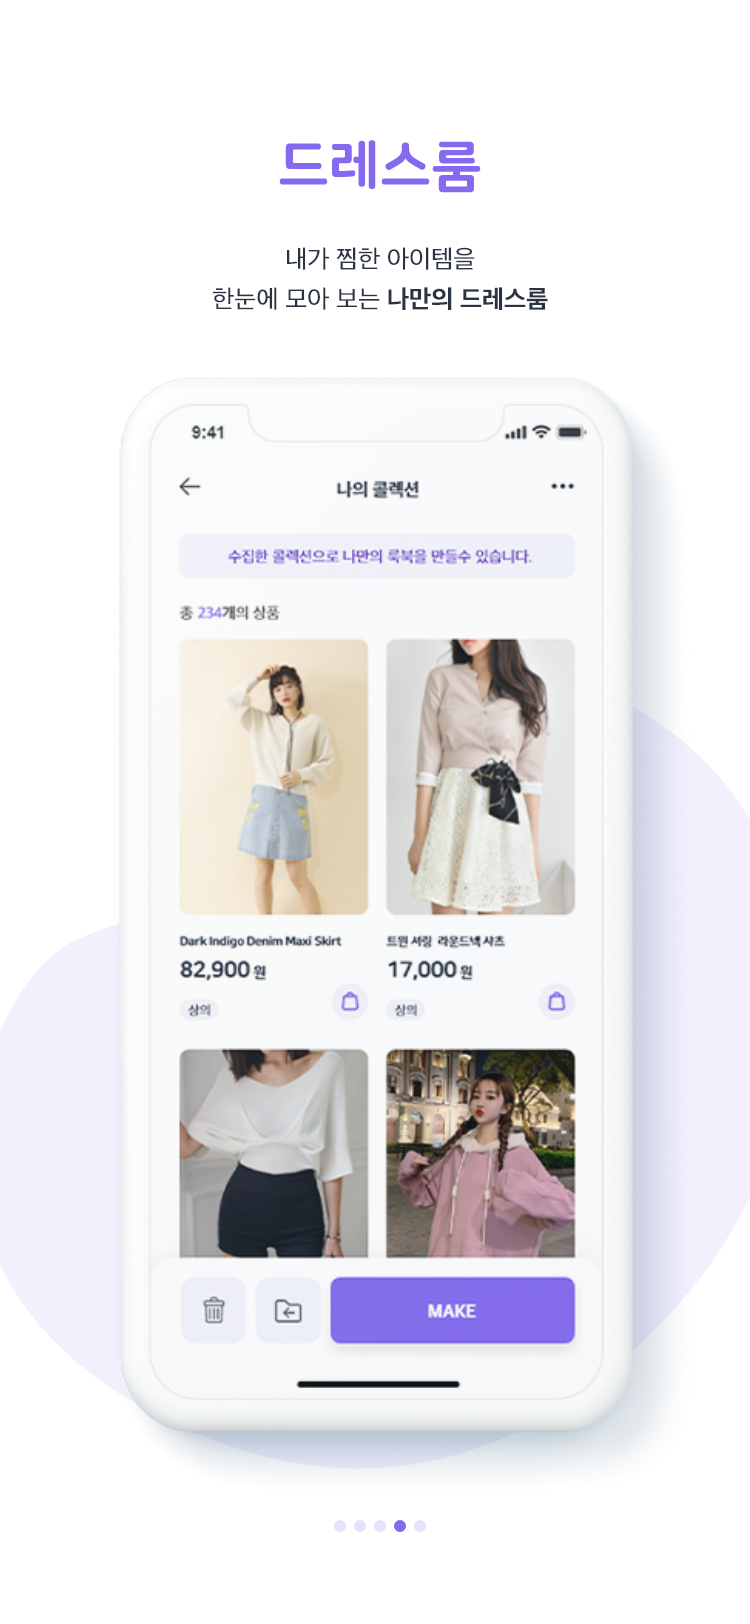 드레스룸
내가 찜한 아이템을
한눈에 모아 보는 나만의 드레스룸
9:41
나의 콜렉션
수집한 콜렉션으로 나만의 룩북을 만들수 있습니다.
총 234개의 상품
Dark Indigo Denim Maxi Skirt
82,900 원
상의
트윈 셔링 라운드넥 샤츠
17,000 원
상의
MAKE